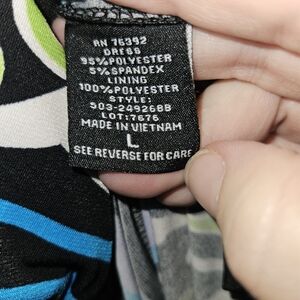 RN 76392
DRESS
95%POLYESTER
5%SPANDEX
LINING
100%POLYESTER
STYLE:
503-249268B
LOT:7676
MADE IN VIETNAM
L
SEE REVERSE FOR CARE